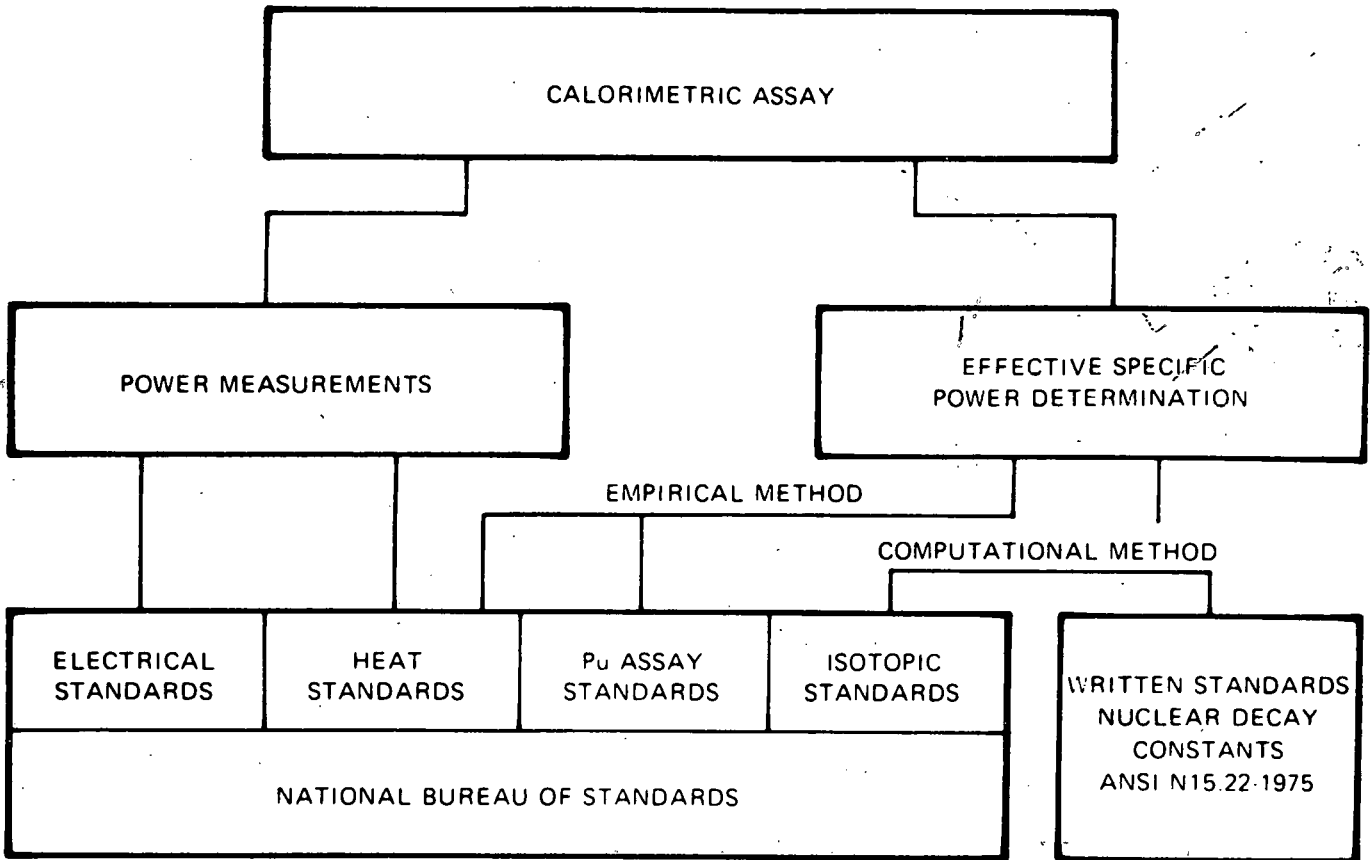 CALORIMETRIC ASSAY
POWER MEASUREMENTS
EFFECTIVE SPECIFIC
POWER DETERMINATION
EMPIRICAL METHOD
COMPUTATIONAL METHOD
ELECTRICAL
STANDARDS
HEAT
STANDARDS
Pu ASSAY
STANDARDS
ISOTOPIC
STANDARDS
WRITTEN STANDARDS
NUCLEAR DECAY
CONSTANTS
ANSI N15.22-1975
NATIONAL BUREAU OF STANDARDS